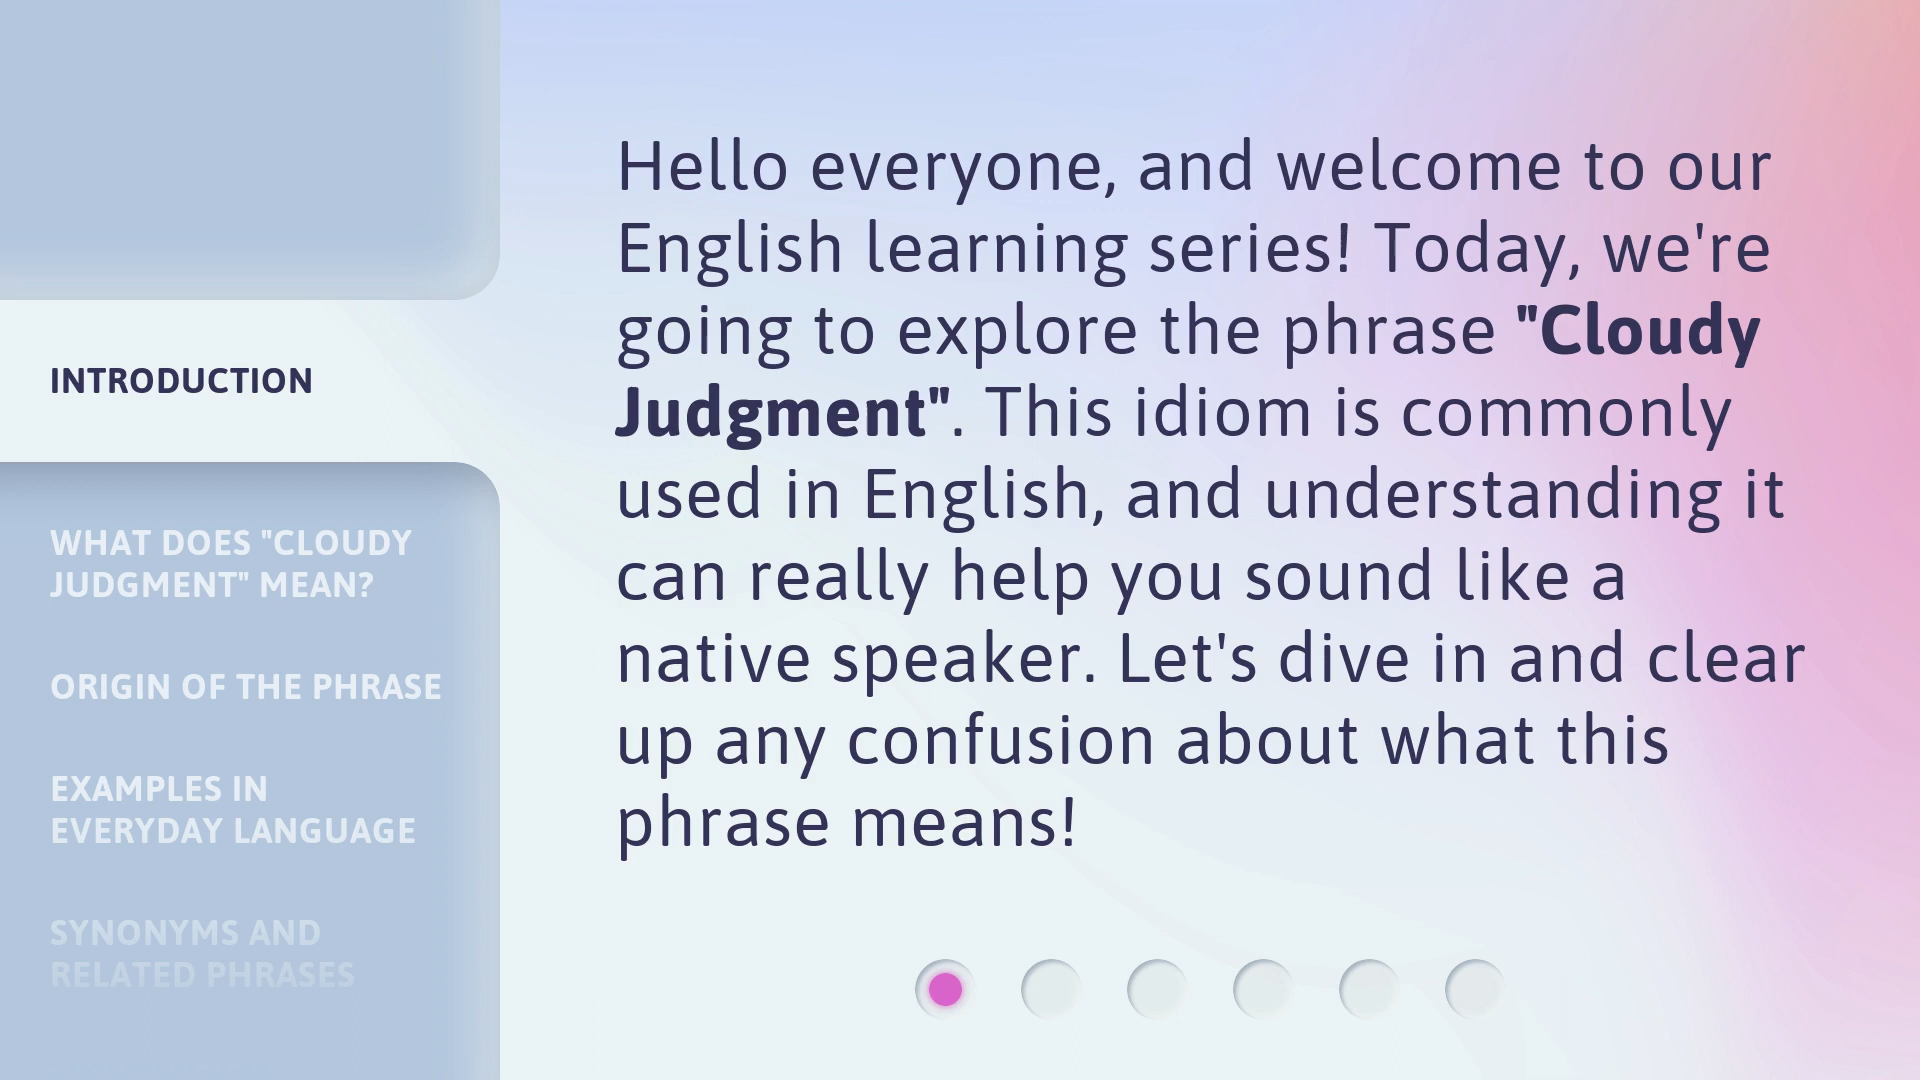 INTRODUCTION
WHAT DOES "CLOUDY
JUDGMENT" MEAN?
ORIGIN OF THE PHRASE
EXAMPLES IN
EVERYDAY LANGUAGE
SYNONYMS AND
RELATED PHRASES
Hello everyone, and welcome to our
English learning series! Today, we're
going to explore the phrase "Cloudy
Judgment". This idiom is commonly
used in English, and understanding it
can really help you sound like a
native speaker. Let's dive in and clear
up any confusion about what this
phrase means!